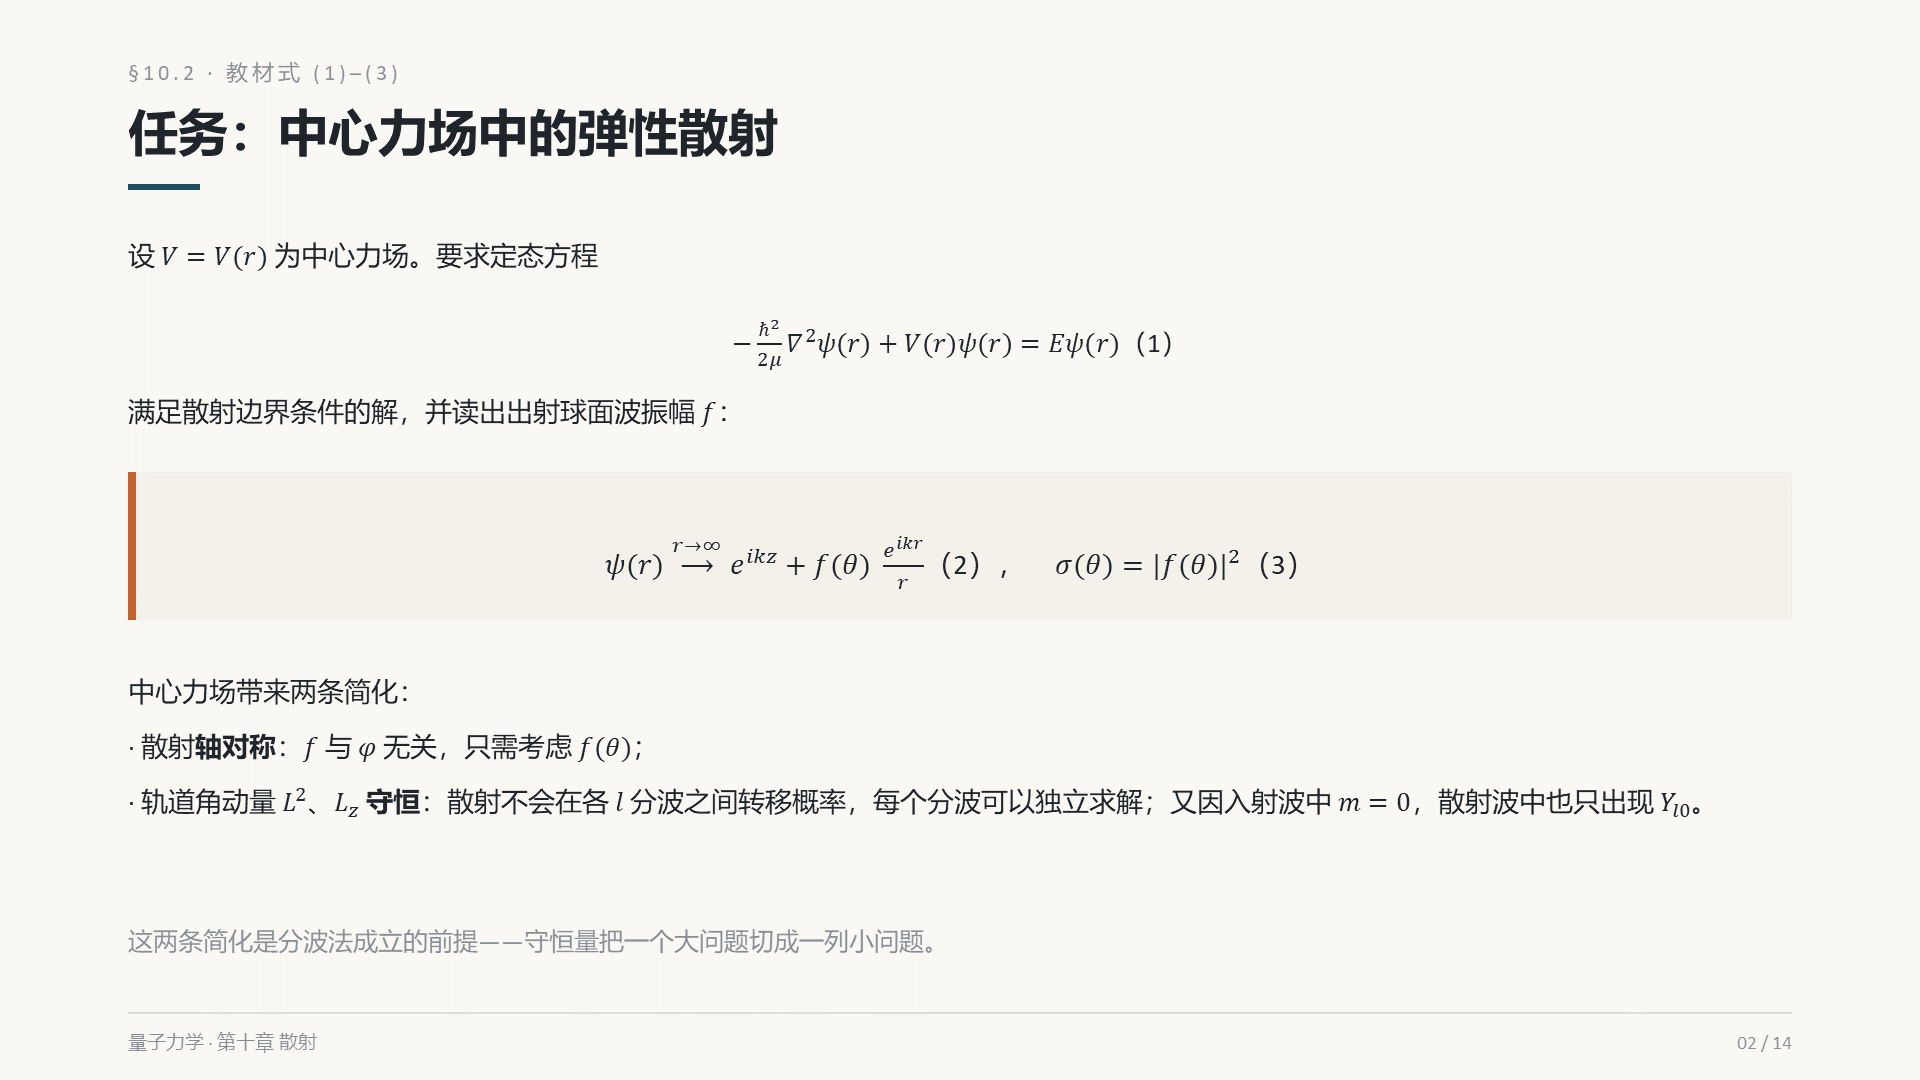 §10.2 · 教材式 (1)–(3)
任务：中心力场中的弹性散射
设 V = V(r) 为中心力场。要求定态方程
−ℏ²/2μ ∇²ψ(r) + V(r)ψ(r) = Eψ(r)（1）
满足散射边界条件的解，并读出出射球面波振幅 f：
ψ(r) ⟶^{r→∞} e^{ikz} + f(θ) e^{ikr}/r（2），  σ(θ) = |f(θ)|²（3）
中心力场带来两条简化：
· 散射轴对称：f 与 φ 无关，只需考虑 f(θ)；
· 轨道角动量 L²、L_z 守恒：散射不会在各 l 分波之间转移概率，每个分波可以独立求解；又因入射波中 m = 0，散射波中也只出现 Y_{l0}。
这两条简化是分波法成立的前提——守恒量把一个大问题切成一列小问题。
量子力学 · 第十章 散射
02 / 14